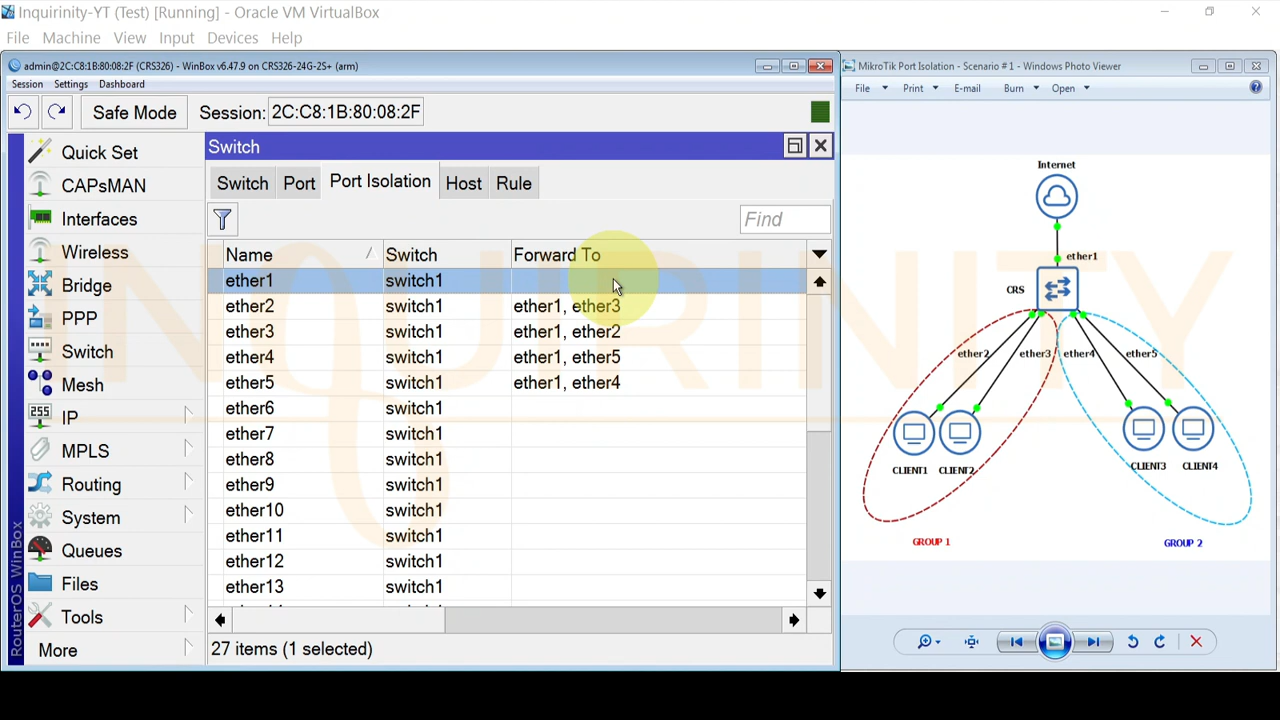 Inquirinity-YT (Test) [Running] - Oracle VM VirtualBox
File Machine View Input Devices Help
admin@2C:C8:1B:80:08:2F (CRS326) - WinBox v6.47.9 on CRS326-24G-2S+ (arm)
Session Settings Dashboard
Safe Mode Session: 2C:C8:1B:80:08:2F
Quick Set
CAPsMAN
Interfaces
Wireless
Bridge
PPP
Switch
Mesh
255 IP
MPLS
Routing
System
Queues
Files
Tools
More
RouterOS WinBox
Switch
Switch Port Port Isolation Host Rule
Find
Name Switch Forward To
ether1 switch1
ether2 switch1 ether1, ether3
ether3 switch1 ether1, ether2
ether4 switch1 ether1, ether5
ether5 switch1 ether1, ether4
ether6 switch1
ether7 switch1
ether8 switch1
ether9 switch1
ether10 switch1
ether11 switch1
ether12 switch1
ether13 switch1
27 items (1 selected)
MikroTik Port Isolation - Scenario #1 - Windows Photo Viewer
File Print E-mail Burn Open
Internet
ether1
CRS
ether2 ether3 ether4 ether5
CLIENT1 CLIENT2 CLIENT3 CLIENT4
GROUP 1 GROUP 2
INQUIRINITY